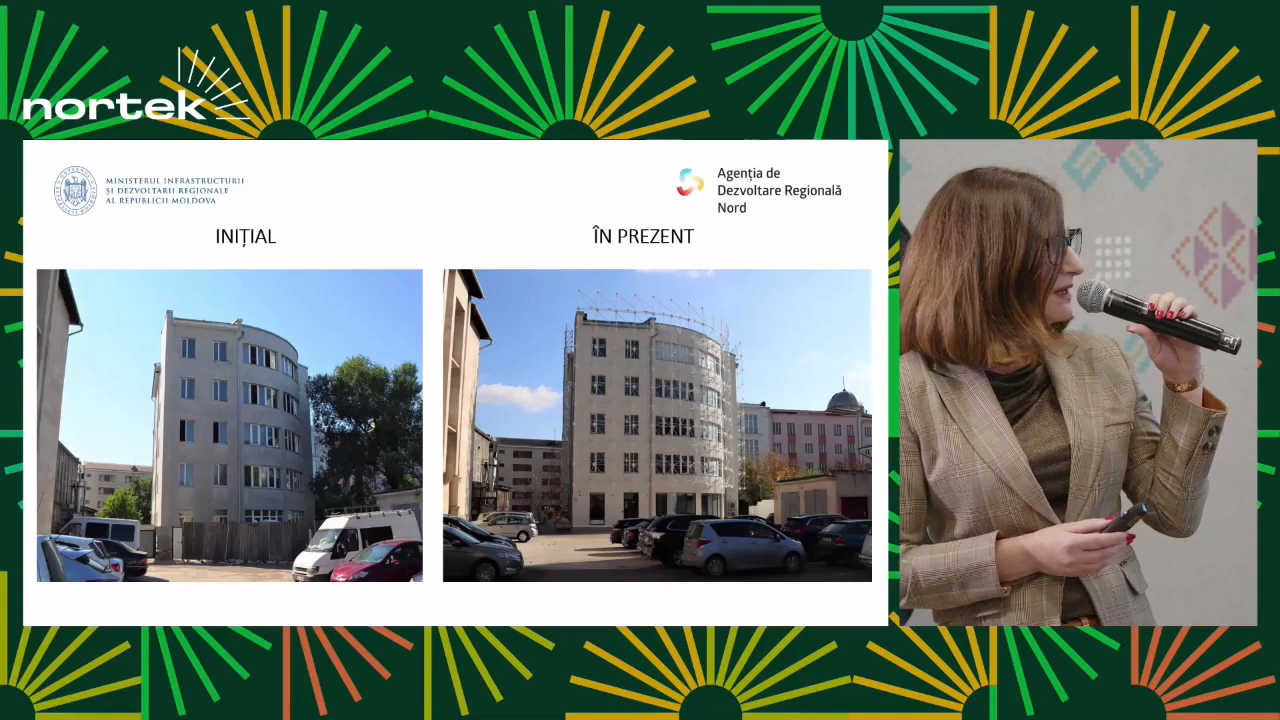 nortek
MINISTERUL INFRASTRUCTURII
ȘI DEZVOLTĂRII REGIONALE
AL REPUBLICII MOLDOVA
Agenția de
Dezvoltare Regională
Nord
INIȚIAL
ÎN PREZENT